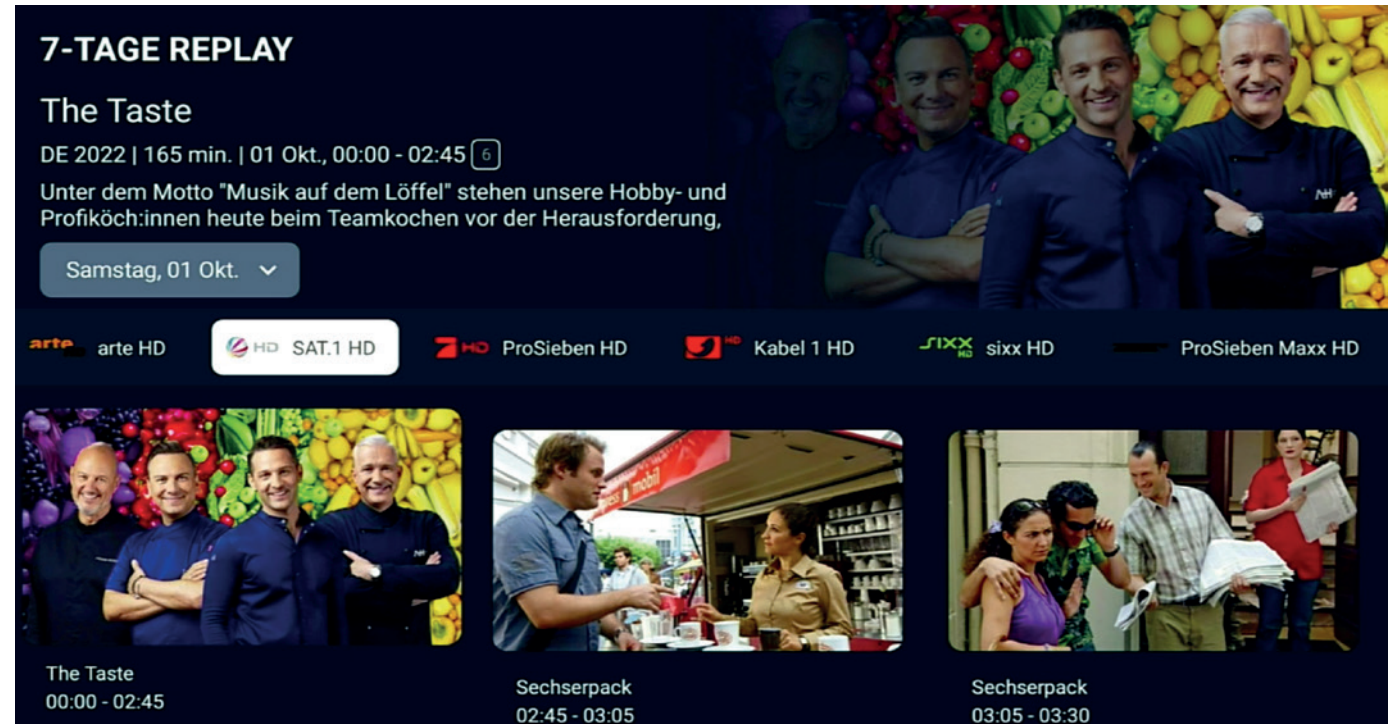 7-TAGE REPLAY
The Taste
DE 2022 | 165 min. | 01 Okt., 00:00 - 02:45 6
Unter dem Motto "Musik auf dem Löffel" stehen unsere Hobby- und
Profiköch:innen heute beim Teamkochen vor der Herausforderung,
Samstag, 01 Okt.
arte arte HD HD SAT.1 HD HD ProSieben HD HD Kabel 1 HD sixx HD sixx HD ProSieben Maxx HD
mobil
The Taste
00:00 - 02:45
Sechserpack
02:45 - 03:05
Sechserpack
03:05 - 03:30